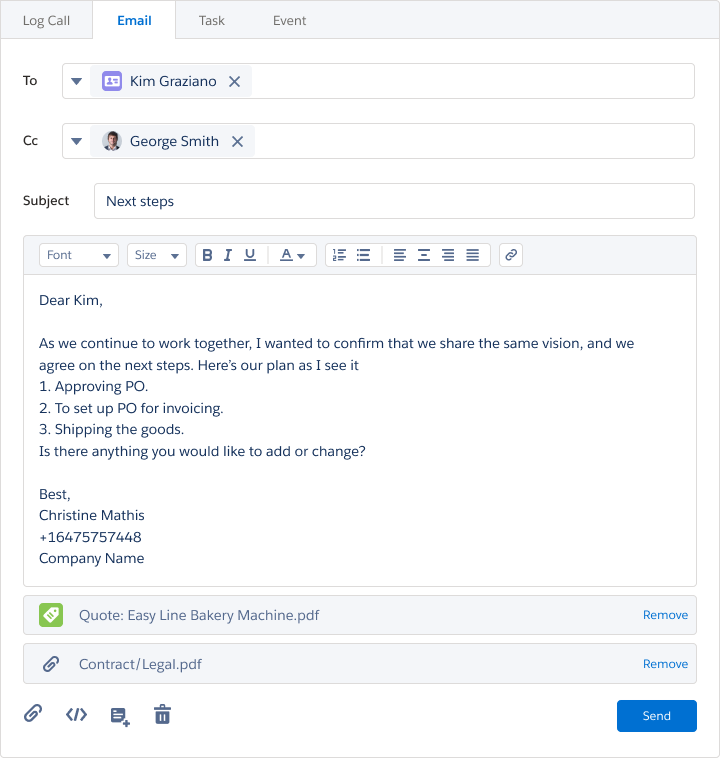 Log Call Email Task Event
To Kim Graziano
Cc George Smith
Subject Next steps
Font Size B I U A
Dear Kim,
As we continue to work together, I wanted to confirm that we share the same vision, and we
agree on the next steps. Here’s our plan as I see it
1. Approving PO.
2. To set up PO for invoicing.
3. Shipping the goods.
Is there anything you would like to add or change?
Best,
Christine Mathis
+16475757448
Company Name
Quote: Easy Line Bakery Machine.pdf Remove
Contract/Legal.pdf Remove
Send